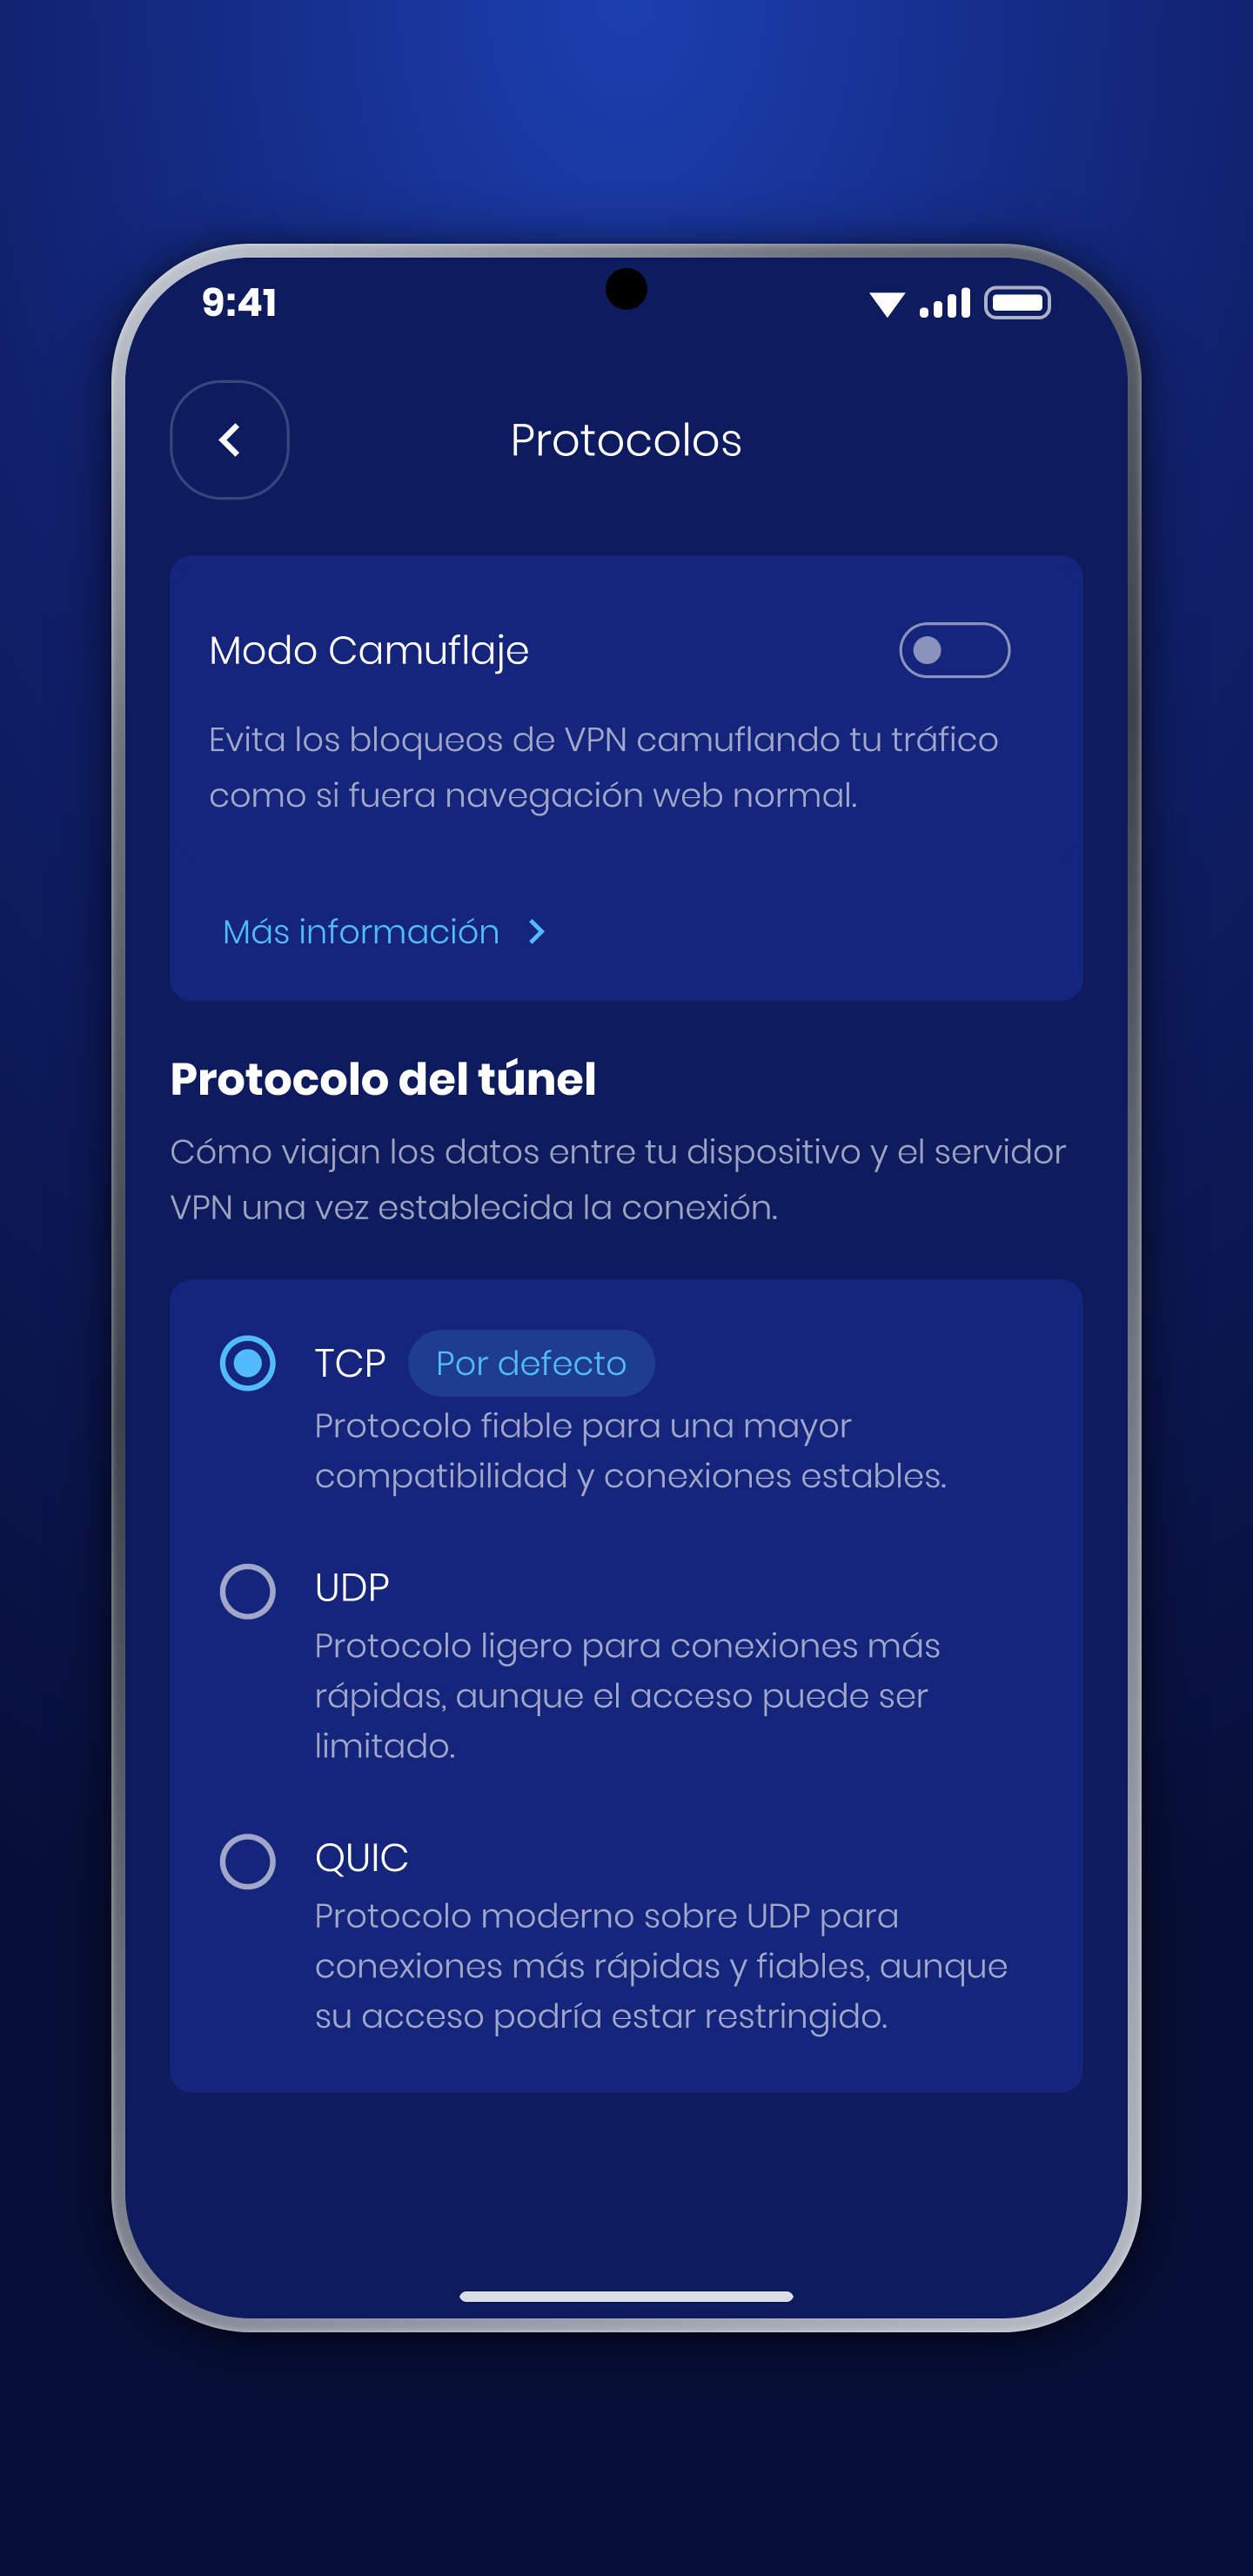 9:41
Protocolos
Modo Camuflaje
Evita los bloqueos de VPN camuflando tu tráfico
como si fuera navegación web normal.
Más información
Protocolo del túnel
Cómo viajan los datos entre tu dispositivo y el servidor
VPN una vez establecida la conexión.
TCP Por defecto
Protocolo fiable para una mayor
compatibilidad y conexiones estables.
UDP
Protocolo ligero para conexiones más
rápidas, aunque el acceso puede ser
limitado.
QUIC
Protocolo moderno sobre UDP para
conexiones más rápidas y fiables, aunque
su acceso podría estar restringido.